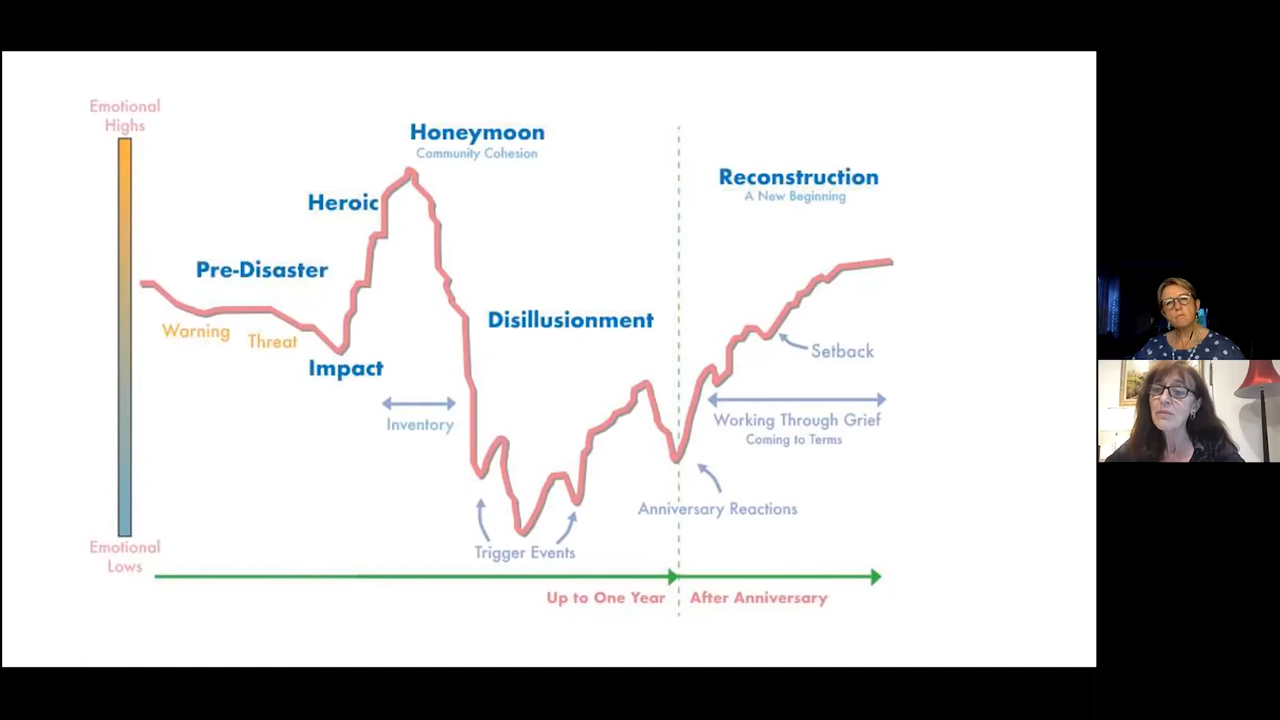 Emotional
Highs
Honeymoon
Community Cohesion
Reconstruction
A New Beginning
Heroic
Pre-Disaster
Warning
Threat
Impact
Disillusionment
Setback
Inventory
Working Through Grief
Coming to Terms
Anniversary Reactions
Trigger Events
Emotional
Lows
Up to One Year
After Anniversary